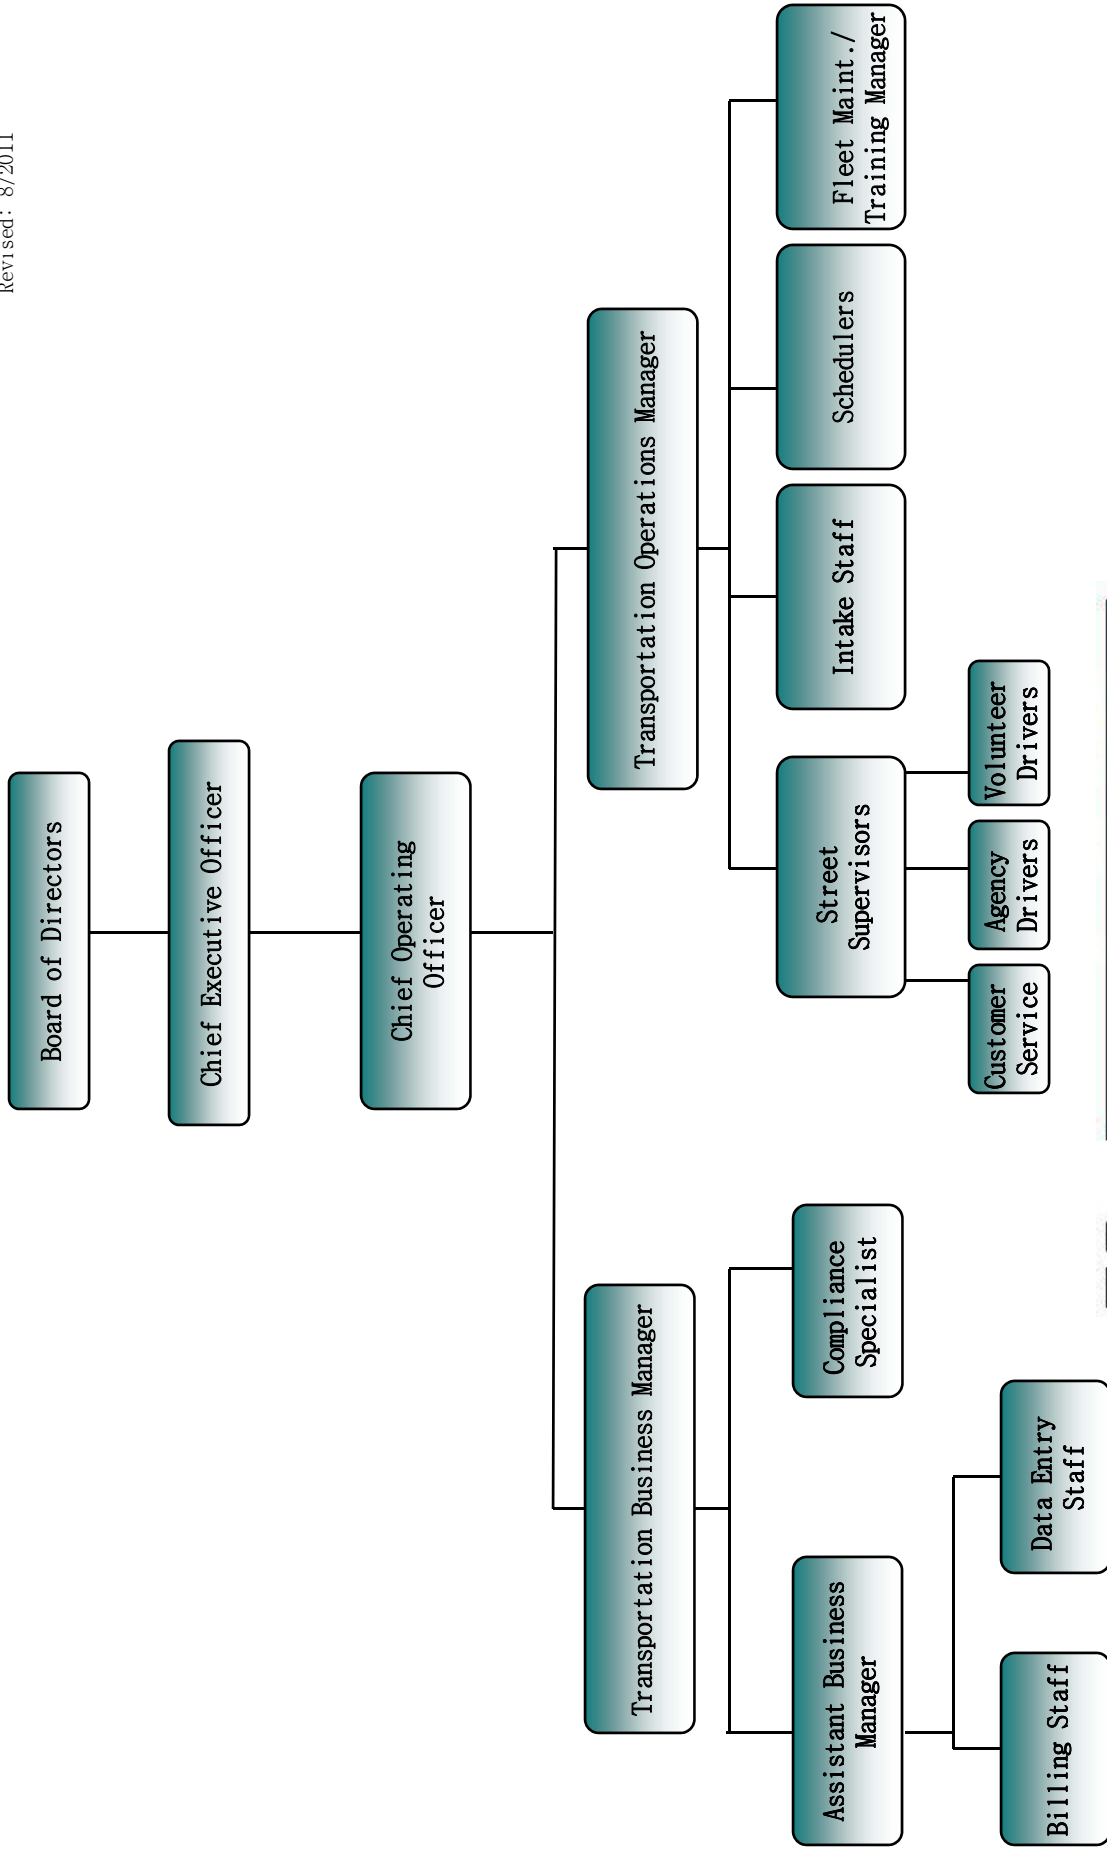 Revised: 8/2011
Board of Directors
Chief Executive Officer
Chief Operating
Officer
Transportation Business Manager
Transportation Operations Manager
Assistant Business
Manager
Compliance
Specialist
Street
Supervisors
Intake Staff
Schedulers
Fleet Maint./
Training Manager
Customer
Service
Agency
Drivers
Volunteer
Drivers
Billing Staff
Data Entry
Staff